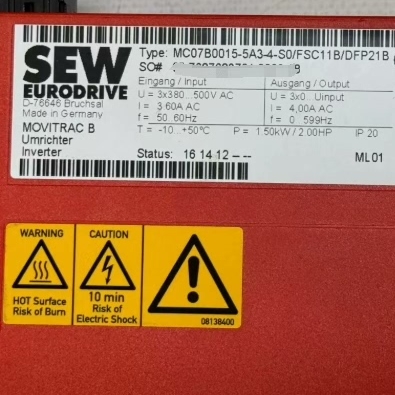 SEW
EURODRIVE
D-76646 Bruchsal
Made in Germany
MOVITRAC B
Umrichter
Inverter
Type: MC07B0015-5A3-4-S0/FSC11B/DFP21B
SO#
Eingang / Input
U = 3x380...500V AC
I = 3.60A AC
f = 50..60Hz
T = -10...+50°C
Ausgang / Output
U = 3x0...Uinput
I = 4,00A AC
f = 0...599Hz
P = 1.50kW / 2.00HP
IP 20
Status: 16 14 12 -- --
ML01
WARNING
HOT Surface
Risk of Burn
CAUTION
10 min
Risk of
Electric Shock
08138400